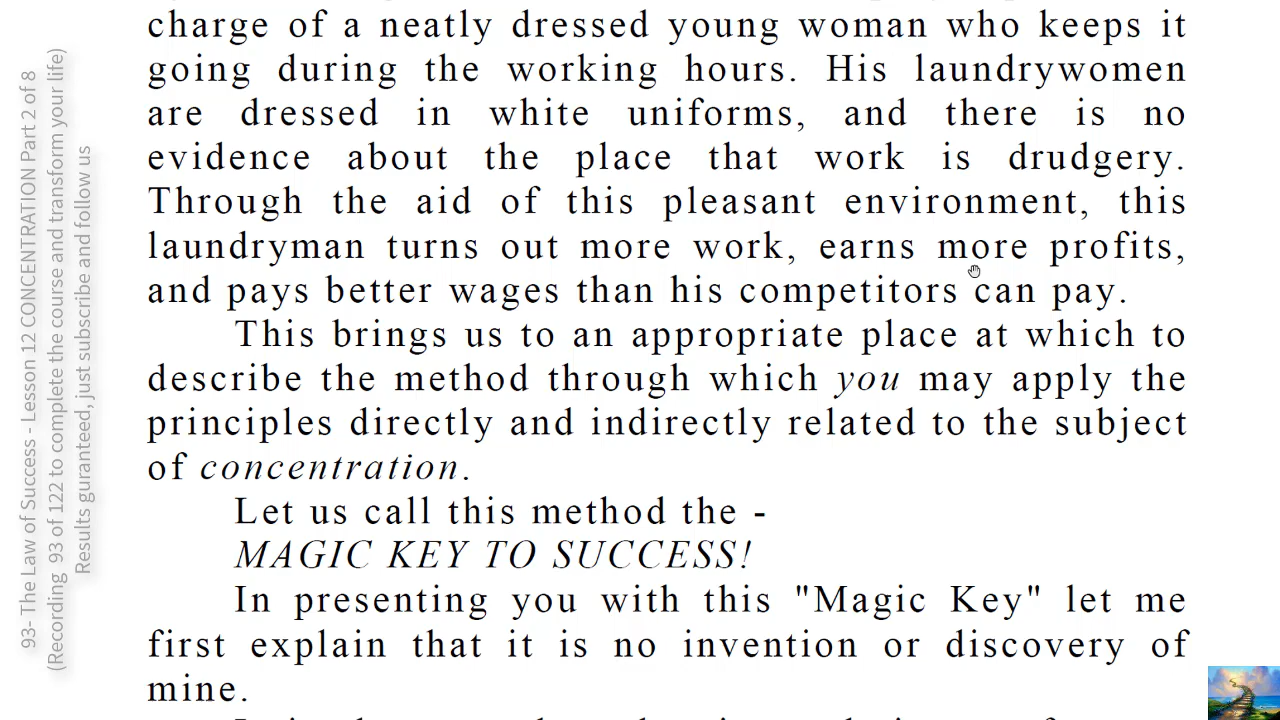 charge of a neatly dressed young woman who keeps it
going during the working hours. His laundrywomen
are dressed in white uniforms, and there is no
evidence about the place that work is drudgery.
Through the aid of this pleasant environment, this
laundryman turns out more work, earns more profits,
and pays better wages than his competitors can pay.
This brings us to an appropriate place at which to
describe the method through which you may apply the
principles directly and indirectly related to the subject
of concentration.
Let us call this method the -
MAGIC KEY TO SUCCESS!
In presenting you with this "Magic Key" let me
first explain that it is no invention or discovery of
mine.
93- The Law of Success - Lesson 12 CONCENTRATION Part 2 of 8
(Recording 93 of 122 to complete the course and transform your life)
Results guranteed, just subscribe and follow us